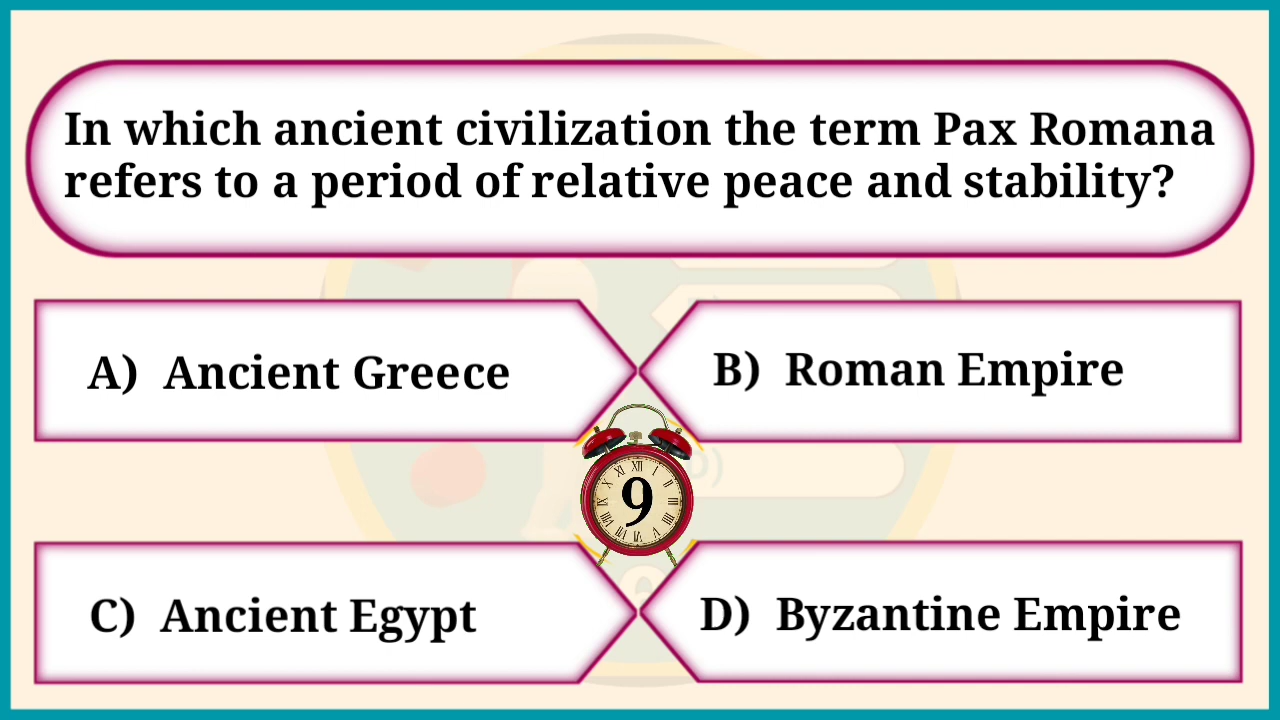 In which ancient civilization the term Pax Romana
refers to a period of relative peace and stability?
A) Ancient Greece
B) Roman Empire
9
C) Ancient Egypt
D) Byzantine Empire